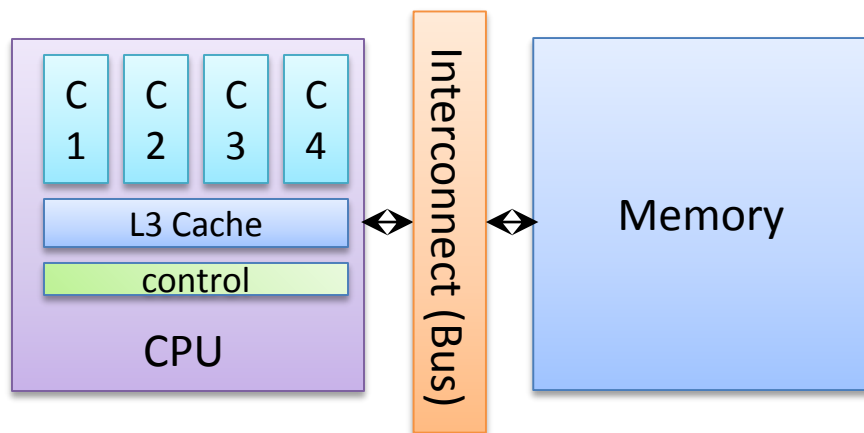 C
1
C
2
C
3
C
4
L3 Cache
control
CPU
Interconnect (Bus)
Memory